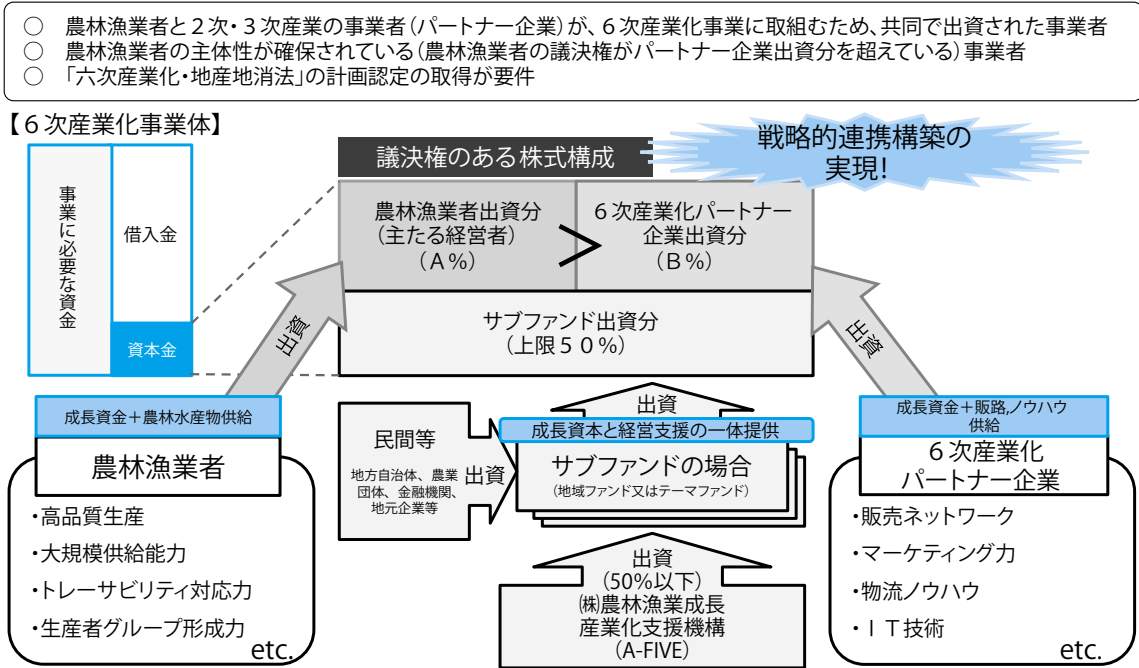 ○ 農林漁業者と２次・３次産業の事業者（パートナー企業）が、６次産業化事業に取組むため、共同で出資された事業者
○ 農林漁業者の主体性が確保されている（農林漁業者の議決権がパートナー企業出資分を超えている）事業者
○ 「六次産業化・地産地消法」の計画認定の取得が要件
【６次産業化事業体】
事業に必要な資金
借入金
資本金
議決権のある株式構成
戦略的連携構築の
実現！
農林漁業者出資分
（主たる経営者）
（Ａ％）
＞
６次産業化パートナー
企業出資分
（Ｂ％）
サブファンド出資分
（上限５０％）
出資
出資
成長資金＋農林水産物供給
農林漁業者
・高品質生産
・大規模供給能力
・トレーサビリティ対応力
・生産者グループ形成力
etc.
民間等
地方自治体、農業
団体、金融機関、
地元企業等
出資
出資
成長資本と経営支援の一体提供
サブファンドの場合
（地域ファンド又はテーマファンド）
出資
（50％以下）
㈱農林漁業成長
産業化支援機構
（A-FIVE）
成長資金＋販路,ノウハウ
供給
６次産業化
パートナー企業
・販売ネットワーク
・マーケティング力
・物流ノウハウ
・ＩＴ技術
etc.